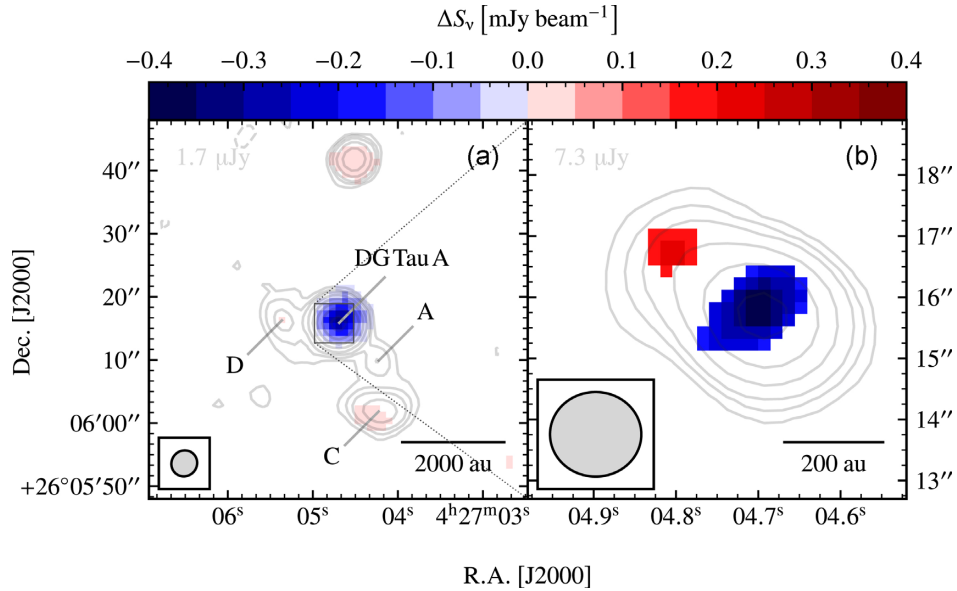 ΔSν [mJy beam−1]
−0.4 −0.3 −0.2 −0.1 0.0 0.1 0.2 0.3 0.4
1.7 μJy (a) 7.3 μJy (b)
40′′ 18′′
30′′ 17′′
DG Tau A
20′′ 16′′
A
10′′ 15′′
D
06′00′′ 14′′
C
2000 au 200 au
+26°05′50′′ 13′′
06s 05s 04s 4h27m03s 04.9s 04.8s 04.7s 04.6s
Dec. [J2000]
R.A. [J2000]